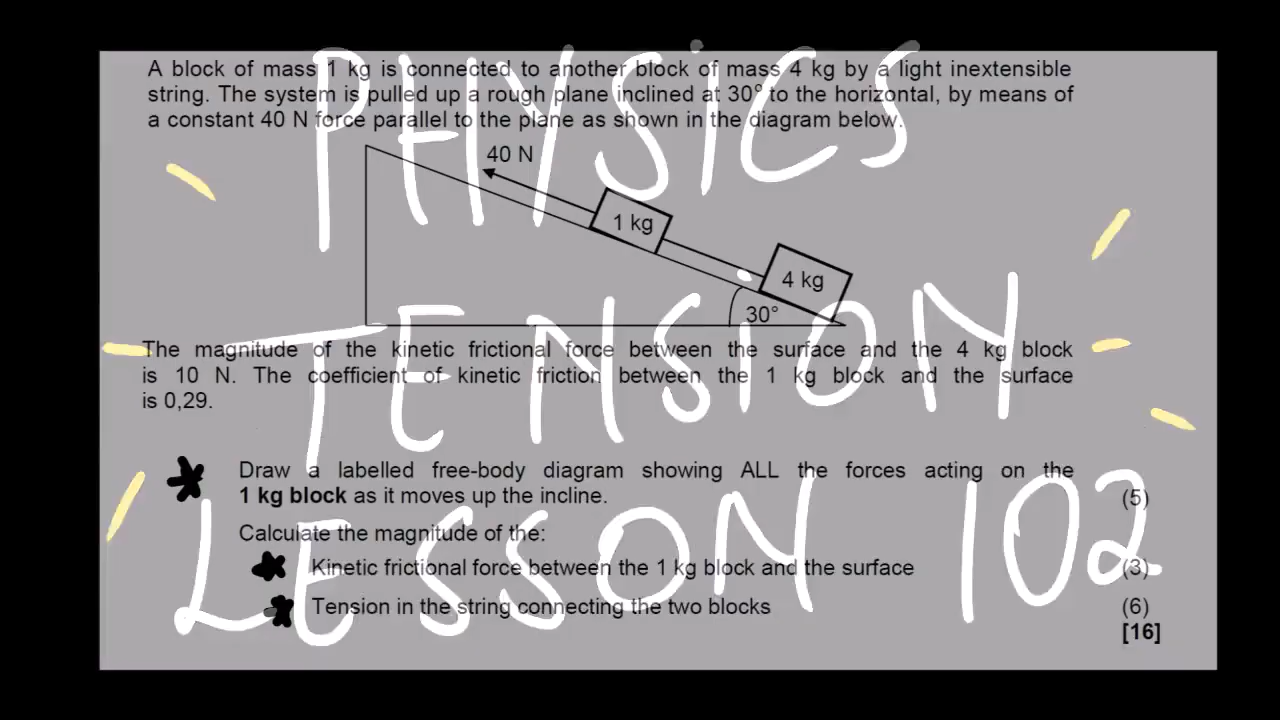 PHYSICS
TENSION
LESSON 102
A block of mass 1 kg is connected to another block of mass 4 kg by a light inextensible
string. The system is pulled up a rough plane inclined at 30° to the horizontal, by means of
a constant 40 N force parallel to the plane as shown in the diagram below.
40 N
1 kg
4 kg
30°
The magnitude of the kinetic frictional force between the surface and the 4 kg block
is 10 N. The coefficient of kinetic friction between the 1 kg block and the surface
is 0,29.
Draw a labelled free-body diagram showing ALL the forces acting on the
1 kg block as it moves up the incline. (5)
Calculate the magnitude of the:
Kinetic frictional force between the 1 kg block and the surface (3)
Tension in the string connecting the two blocks (6)
[16]